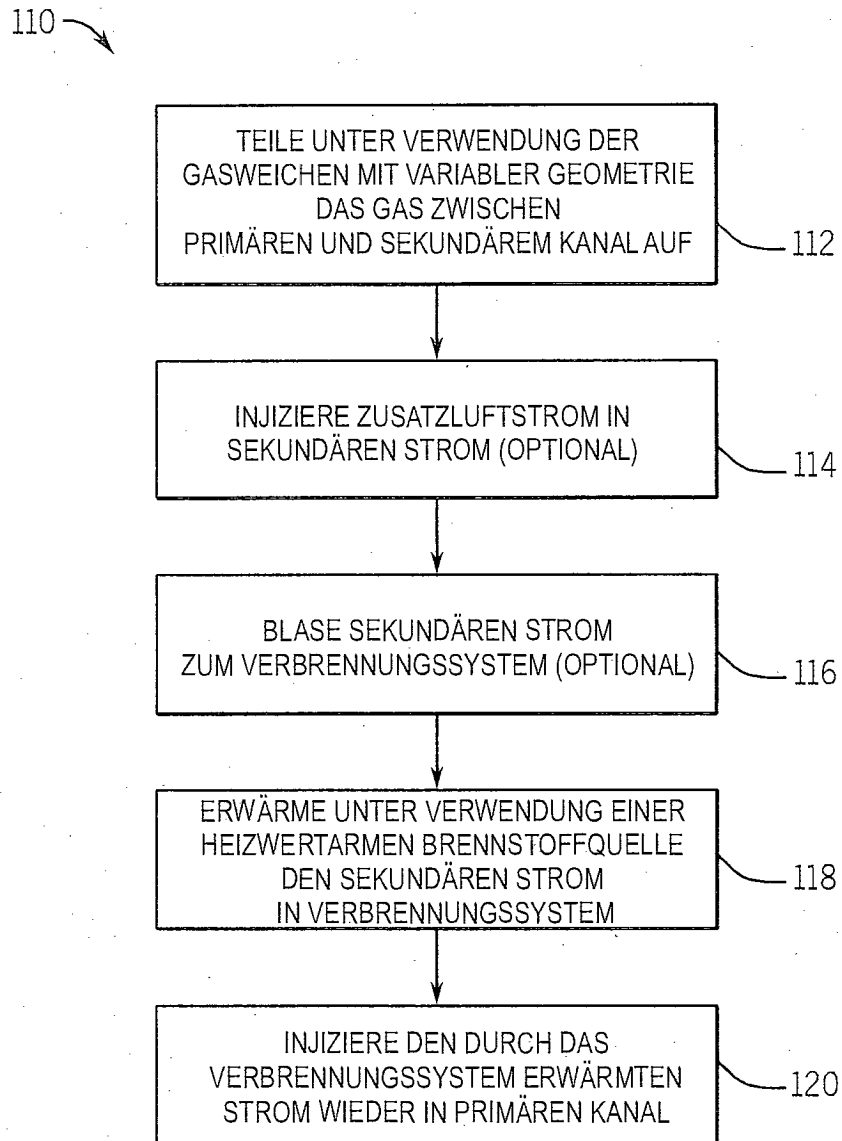 110
TEILE UNTER VERWENDUNG DER
GASWEICHEN MIT VARIABLER GEOMETRIE
DAS GAS ZWISCHEN
PRIMÄREN UND SEKUNDÄREM KANAL AUF
112
INJIZIERE ZUSATZLUFTSTROM IN
SEKUNDÄREN STROM (OPTIONAL)
114
BLASE SEKUNDÄREN STROM
ZUM VERBRENNUNGSSYSTEM (OPTIONAL)
116
ERWÄRME UNTER VERWENDUNG EINER
HEIZWERTARMEN BRENNSTOFFQUELLE
DEN SEKUNDÄREN STROM
IN VERBRENNUNGSSYSTEM
118
INJIZIERE DEN DURCH DAS
VERBRENNUNGSSYSTEM ERWÄRMTEN
STROM WIEDER IN PRIMÄREN KANAL
120